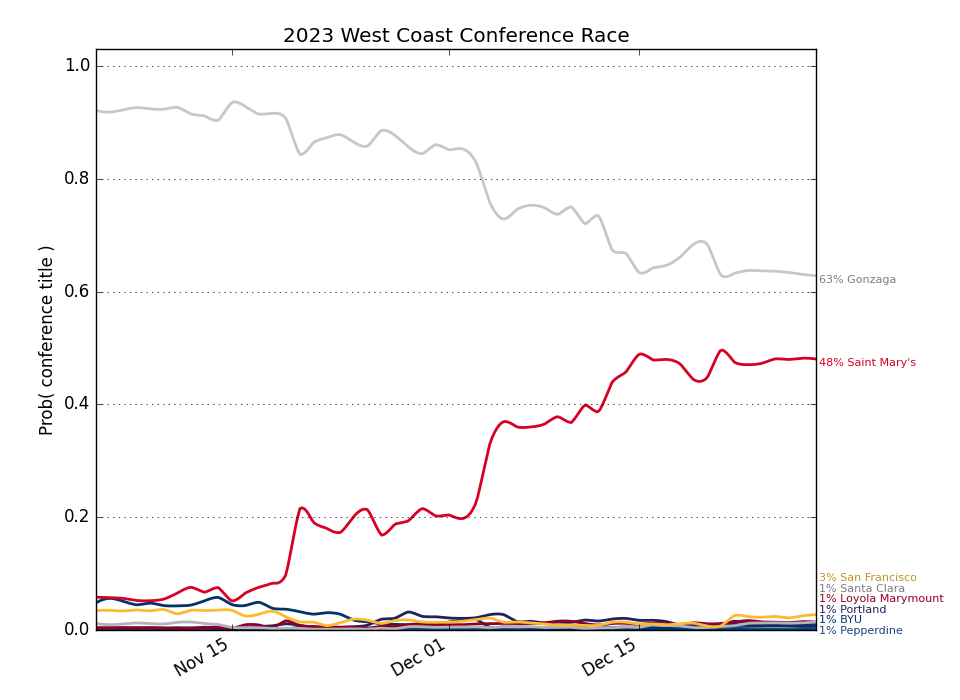 2023 West Coast Conference Race
Prob( conference title )
1.0
0.8
0.6
0.4
0.2
0.0
Nov 15
Dec 01
Dec 15
63% Gonzaga
48% Saint Mary's
3% San Francisco
1% Santa Clara
1% Loyola Marymount
1% Portland
1% BYU
1% Pepperdine